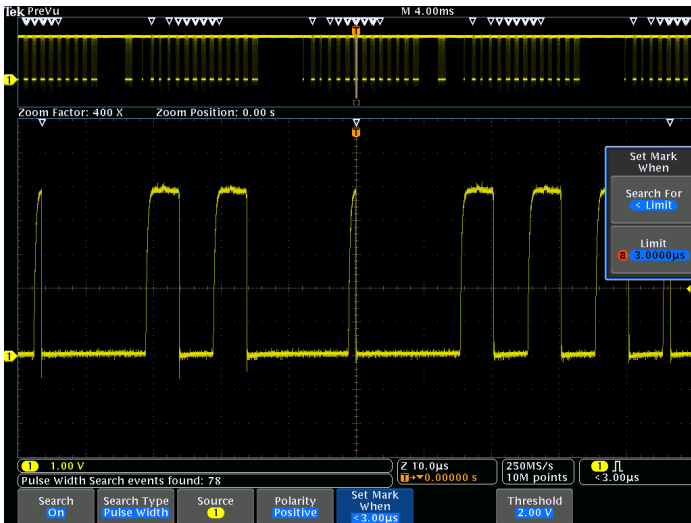 Tek PreVu M 4.00ms
T
1
Zoom Factor: 400 X Zoom Position: 0.00 s
T
Set Mark
When
Search For
< Limit
Limit
a 3.0000µs
1
1 1.00 V
Z 10.0µs
T→▼0.00000 s
250MS/s
10M points
1
<3.00µs
Pulse Width Search events found: 78
Search
On
Search Type
Pulse Width
Source
1
Polarity
Positive
Set Mark
When
<3.00µs
Threshold
2.00 V